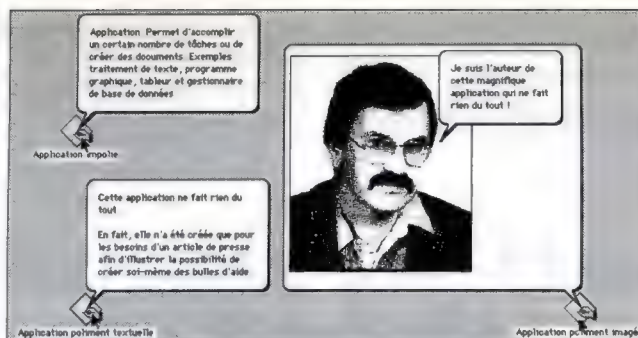 Application. Permet d'accomplir
un certain nombre de tâches ou de
créer des documents. Exemples
traitement de texte, programme
graphique, tableur et gestionnaire
de base de données
Application impolie
Cette application ne fait rien du
tout
En fait, elle n'a été créée que pour
les besoins d'un article de presse
afin d'illustrer la possibilité de
créer soi-même des bulles d'aide
Application poliment textuelle
Je suis l'auteur de
cette magnifique
application qui ne fait
rien du tout !
Application poliment imagé